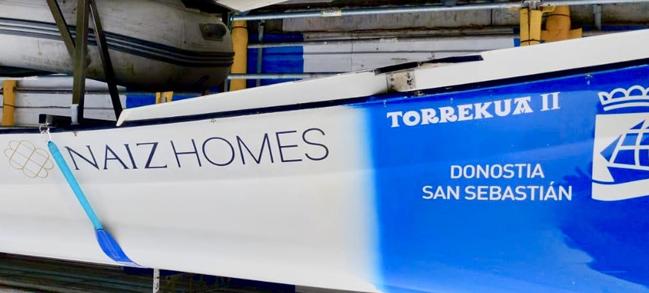 NAIZ HOMES
TORREKUA II
DONOSTIA
SAN SEBASTIÁN